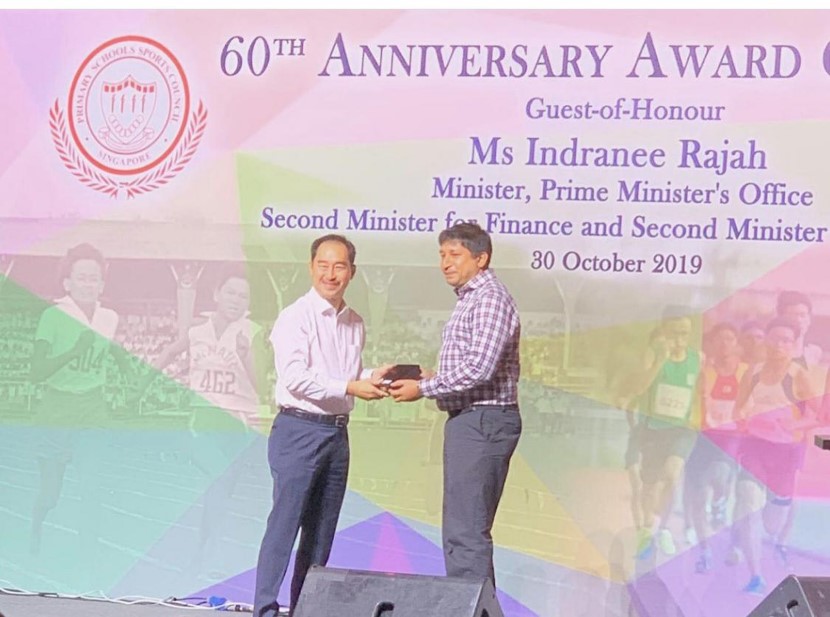 60TH ANNIVERSARY AWARD
Guest-of-Honour
Ms Indranee Rajah
Minister, Prime Minister's Office
Second Minister for Finance and Second Minister
30 October 2019
PRIMARY SCHOOLS SPORTS COUNCIL
SINGAPORE
462